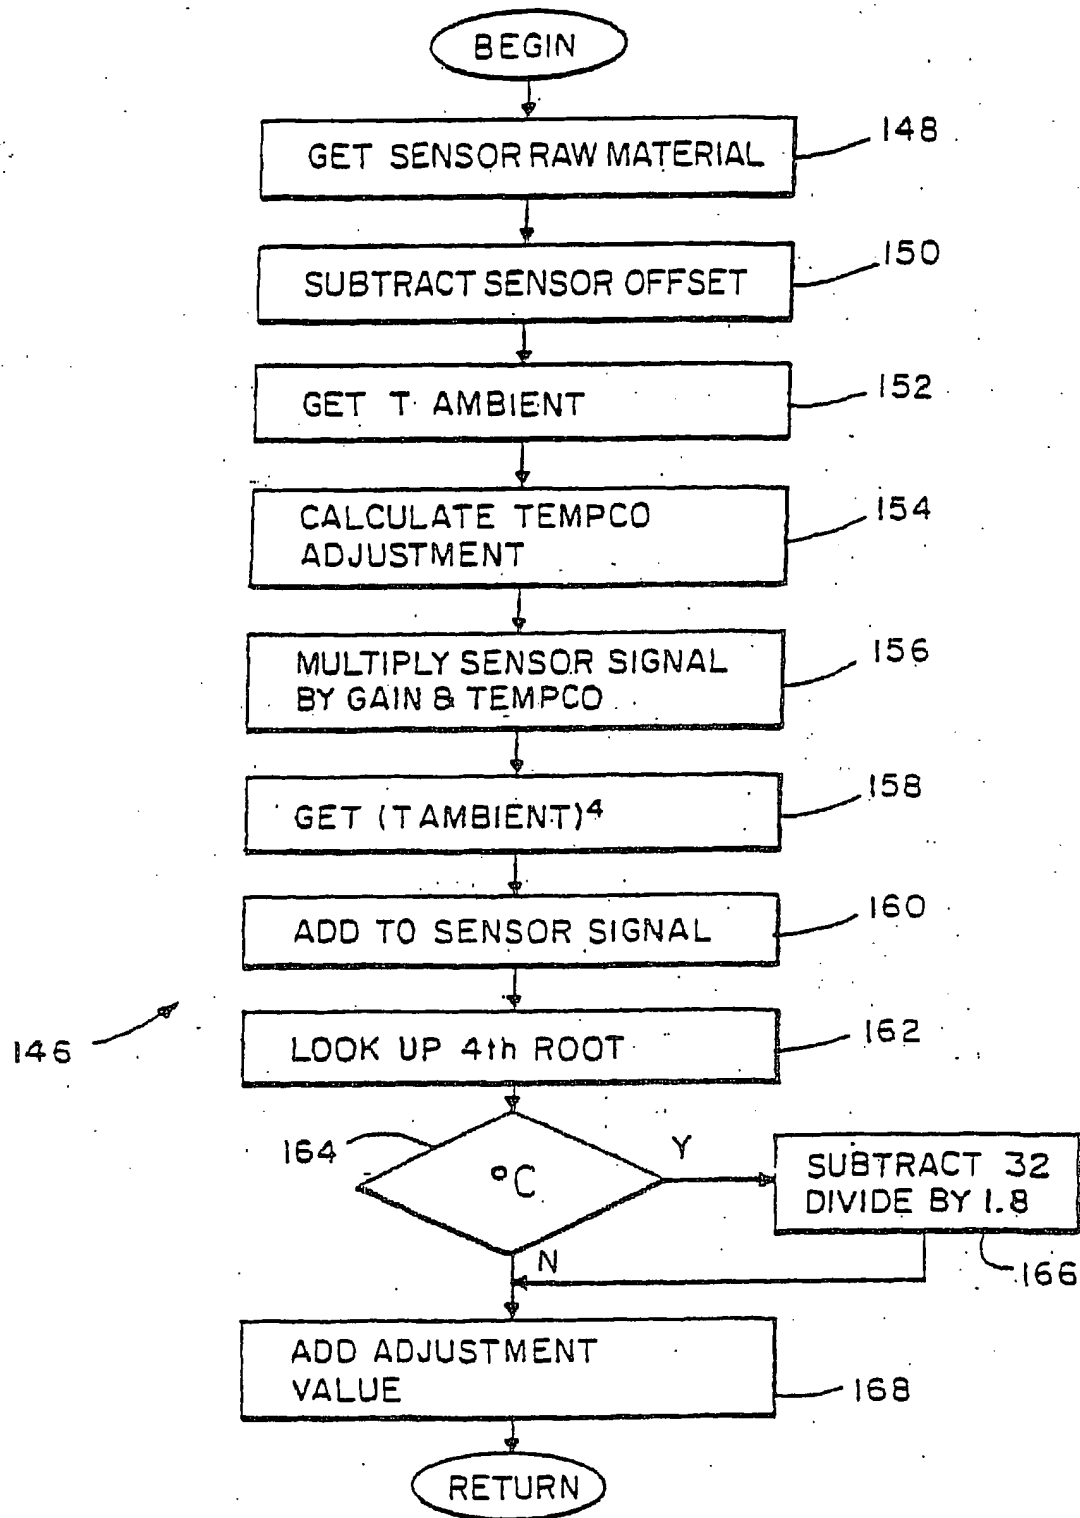 BEGIN
GET SENSOR RAW MATERIAL
148
SUBTRACT SENSOR OFFSET
150
GET T AMBIENT
152
CALCULATE TEMPCO
ADJUSTMENT
154
MULTIPLY SENSOR SIGNAL
BY GAIN & TEMPCO
156
GET (T AMBIENT)⁴
158
ADD TO SENSOR SIGNAL
160
LOOK UP 4th ROOT
162
146
164
°C
Y
SUBTRACT 32
DIVIDE BY 1.8
166
N
ADD ADJUSTMENT
VALUE
168
RETURN